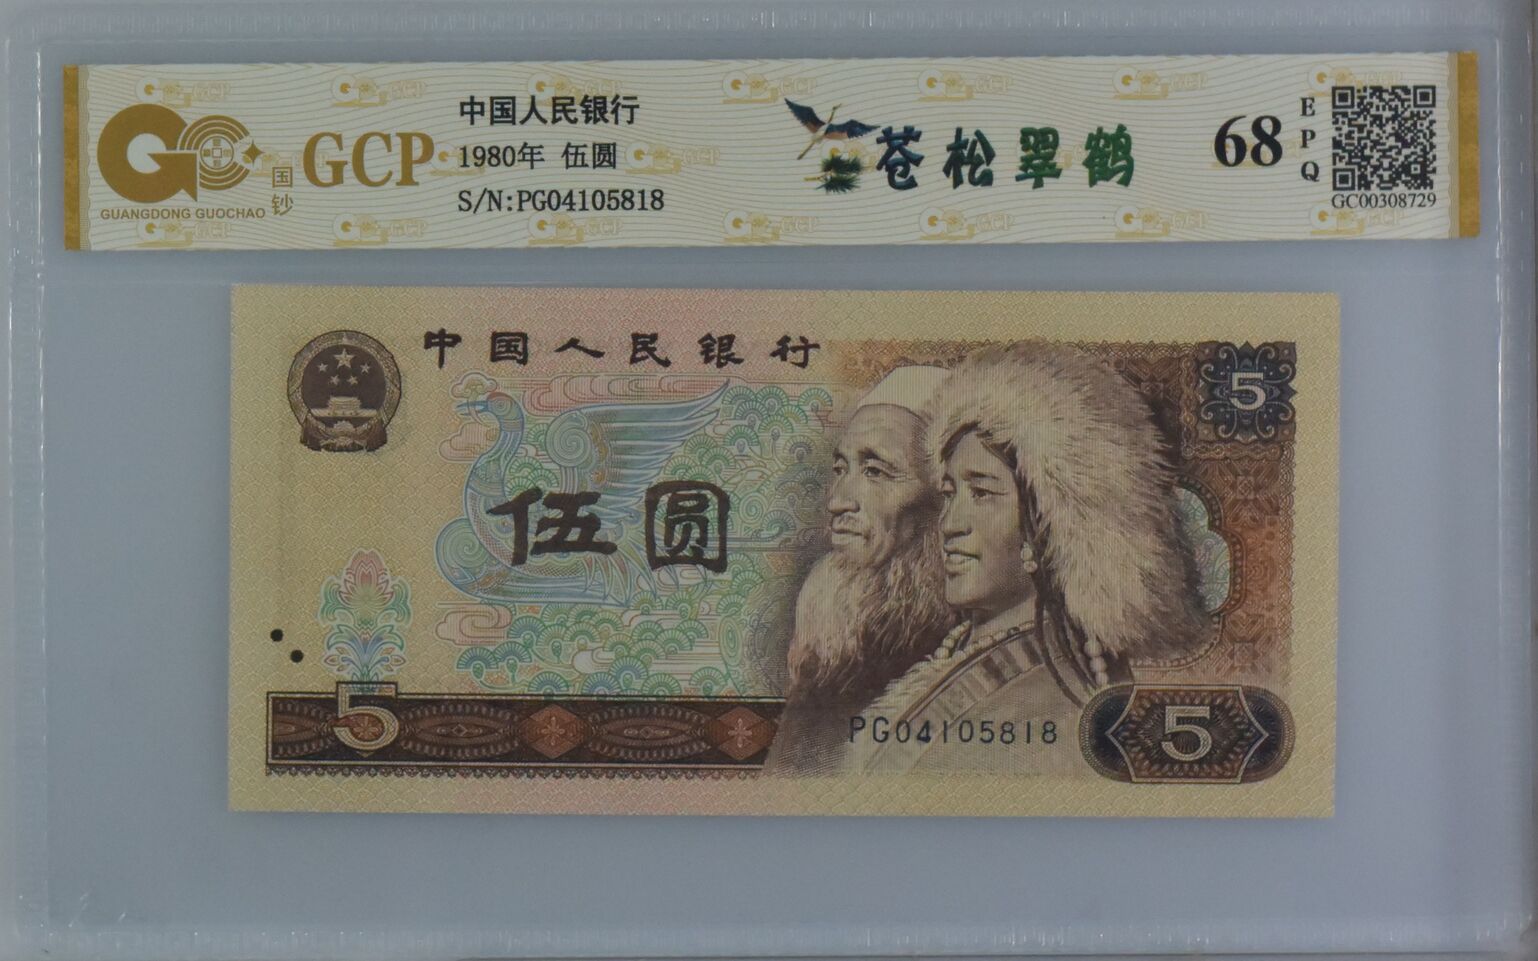 国钞
GCP
GUANGDONG GUOCHAO
中国人民银行
1980年 伍圆
S/N:PG04105818
苍松翠鹤
68
EPQ
GC00308729
中国人民银行
5
伍圆
5
PG04105818
5